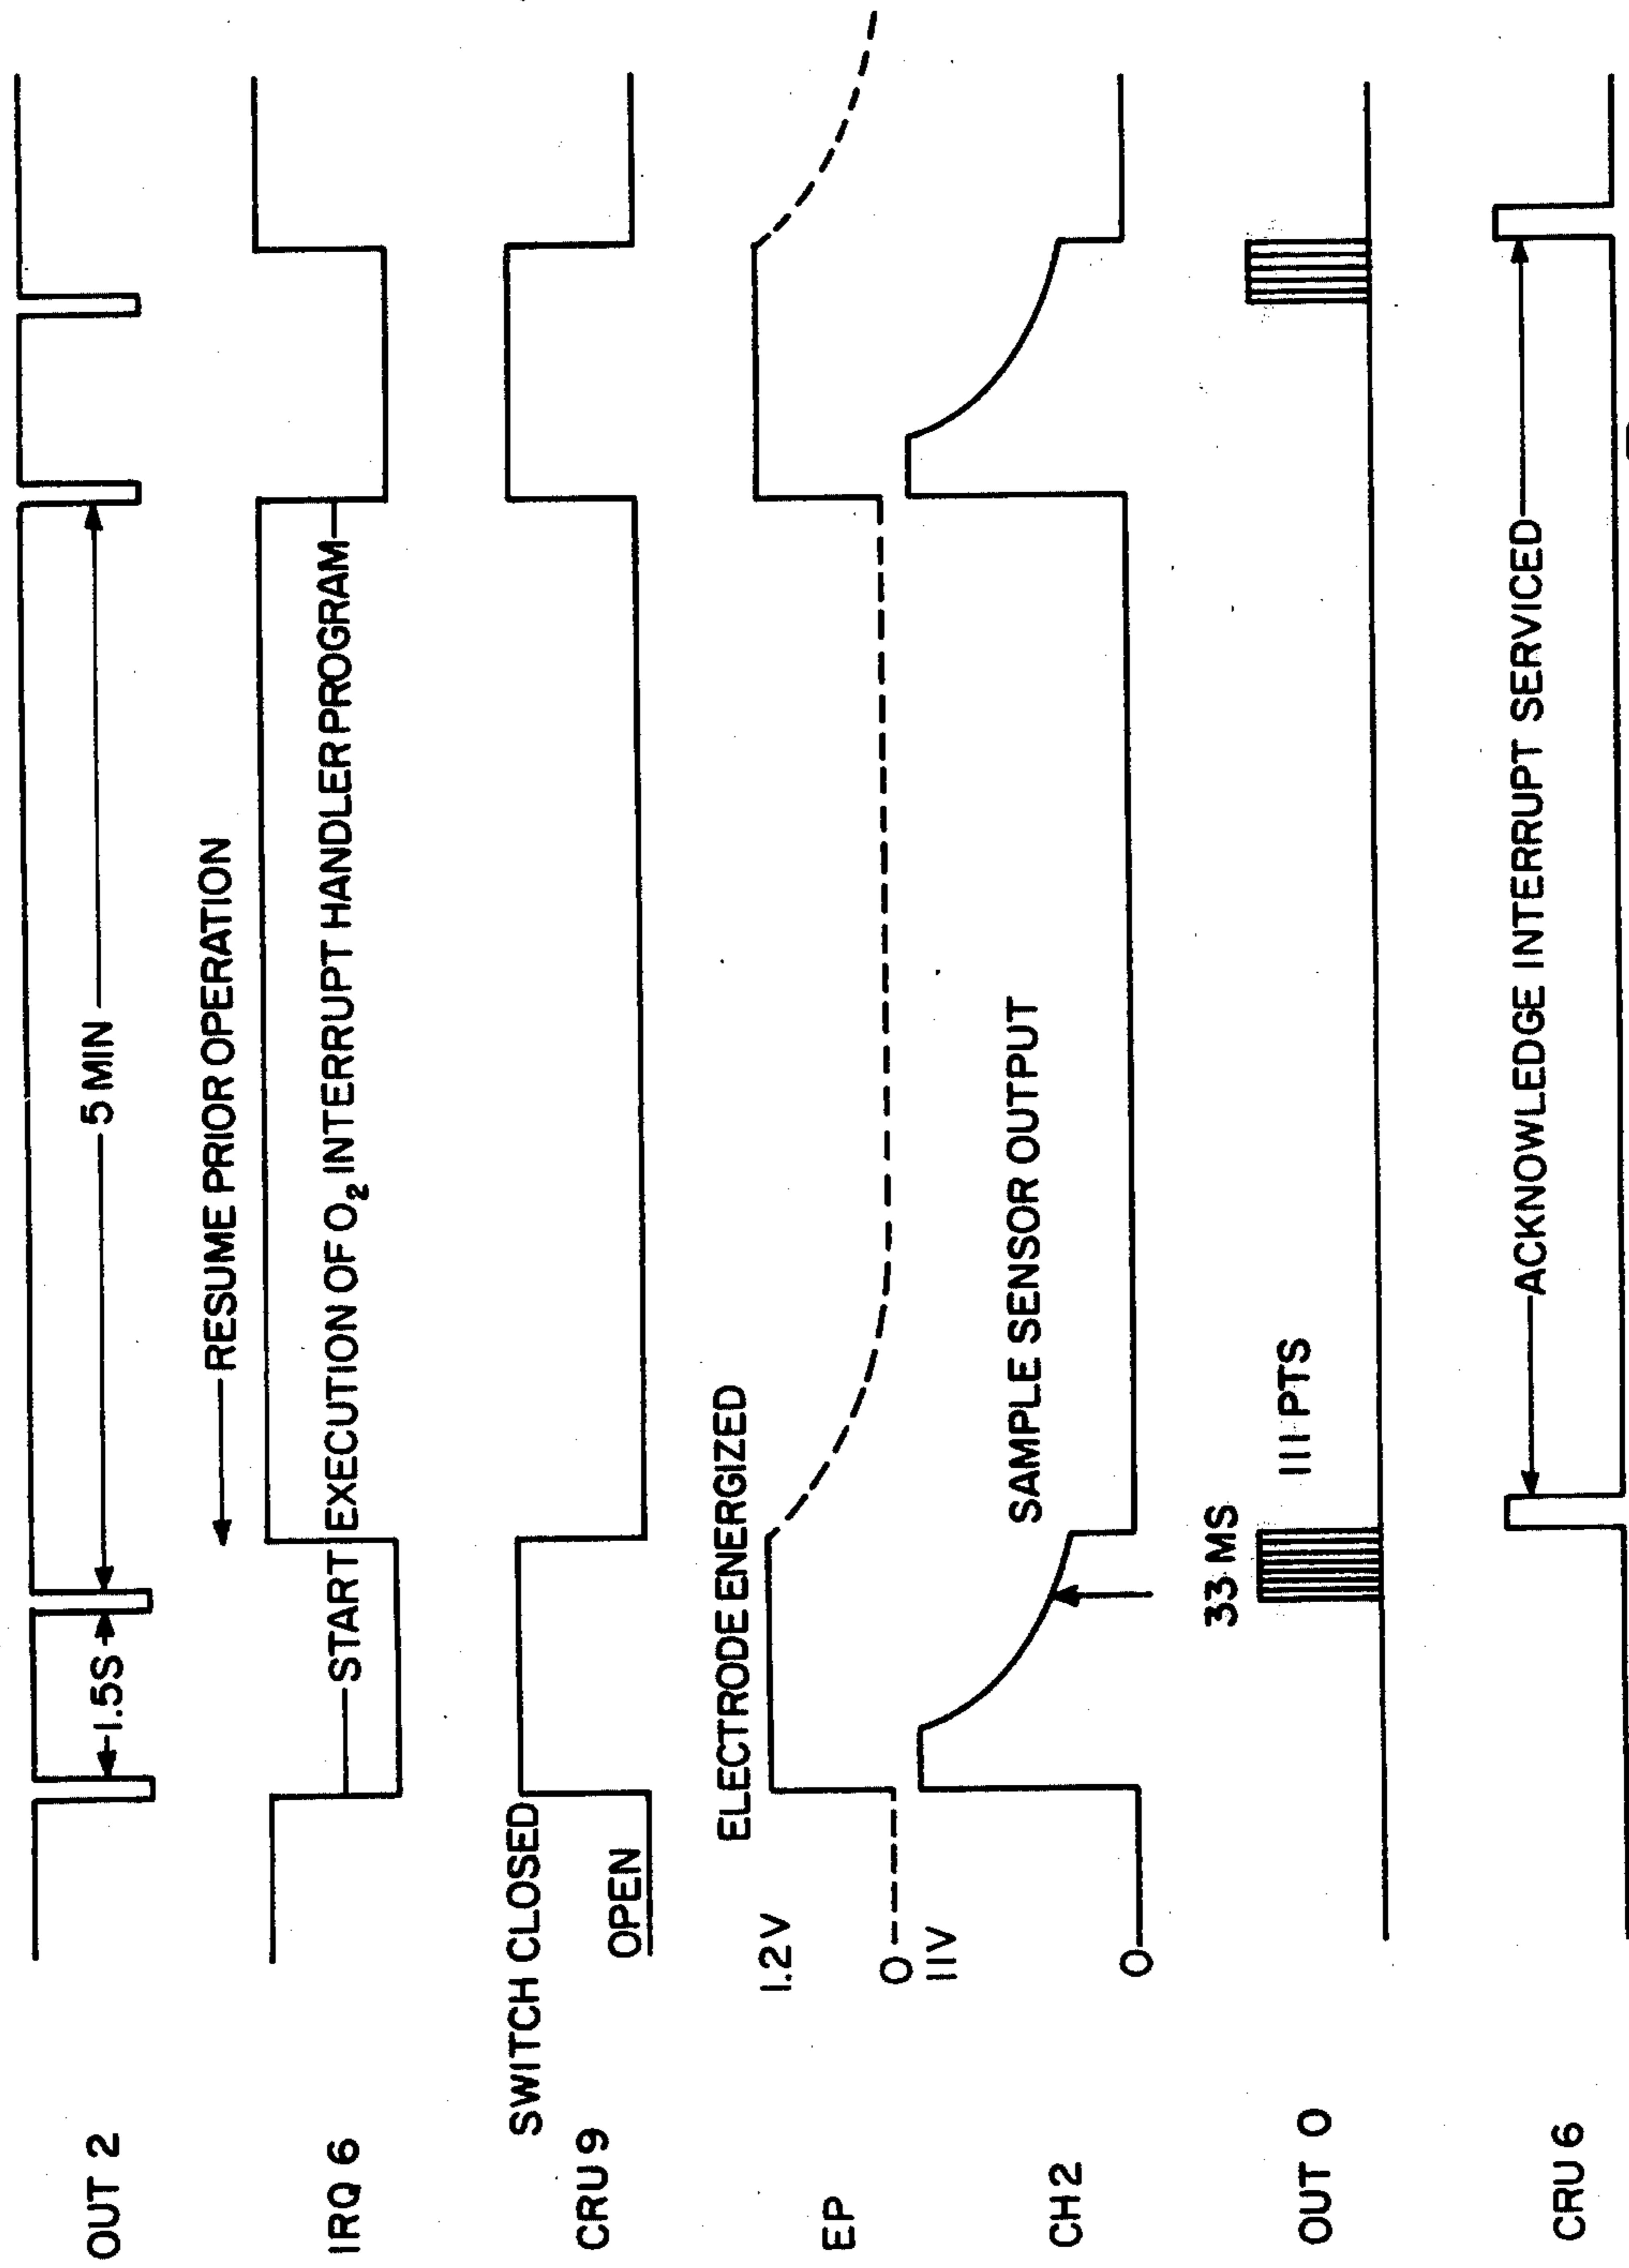 OUT 2
1.5S
5 MIN
RESUME PRIOR OPERATION
IRQ 6
START EXECUTION OF O₂ INTERRUPT HANDLER PROGRAM
SWITCH CLOSED
CRU 9
OPEN
ELECTRODE ENERGIZED
1.2V
EP
0
11V
SAMPLE SENSOR OUTPUT
CH2
0
33 MS
111 PTS
OUT 0
ACKNOWLEDGE INTERRUPT SERVICED
CRU 6